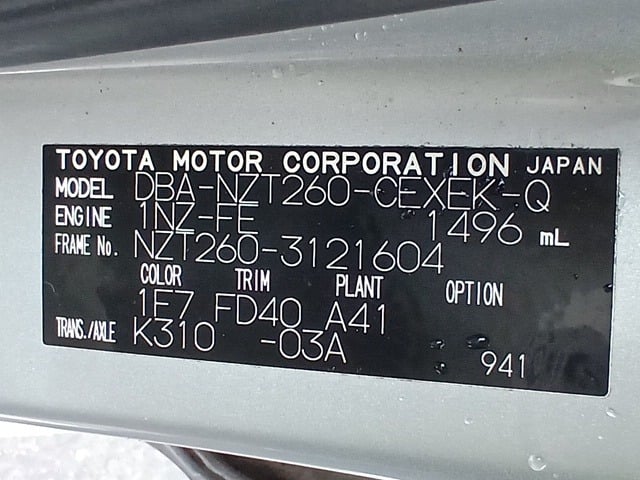 TOYOTA MOTOR CORPORATION JAPAN
MODEL DBA-NZT260-CEXEK-Q
ENGINE 1NZ-FE 1496 mL
FRAME No. NZT260-3121604
COLOR TRIM PLANT OPTION
1E7 FD40 A41
TRANS./AXLE K310 -03A
941